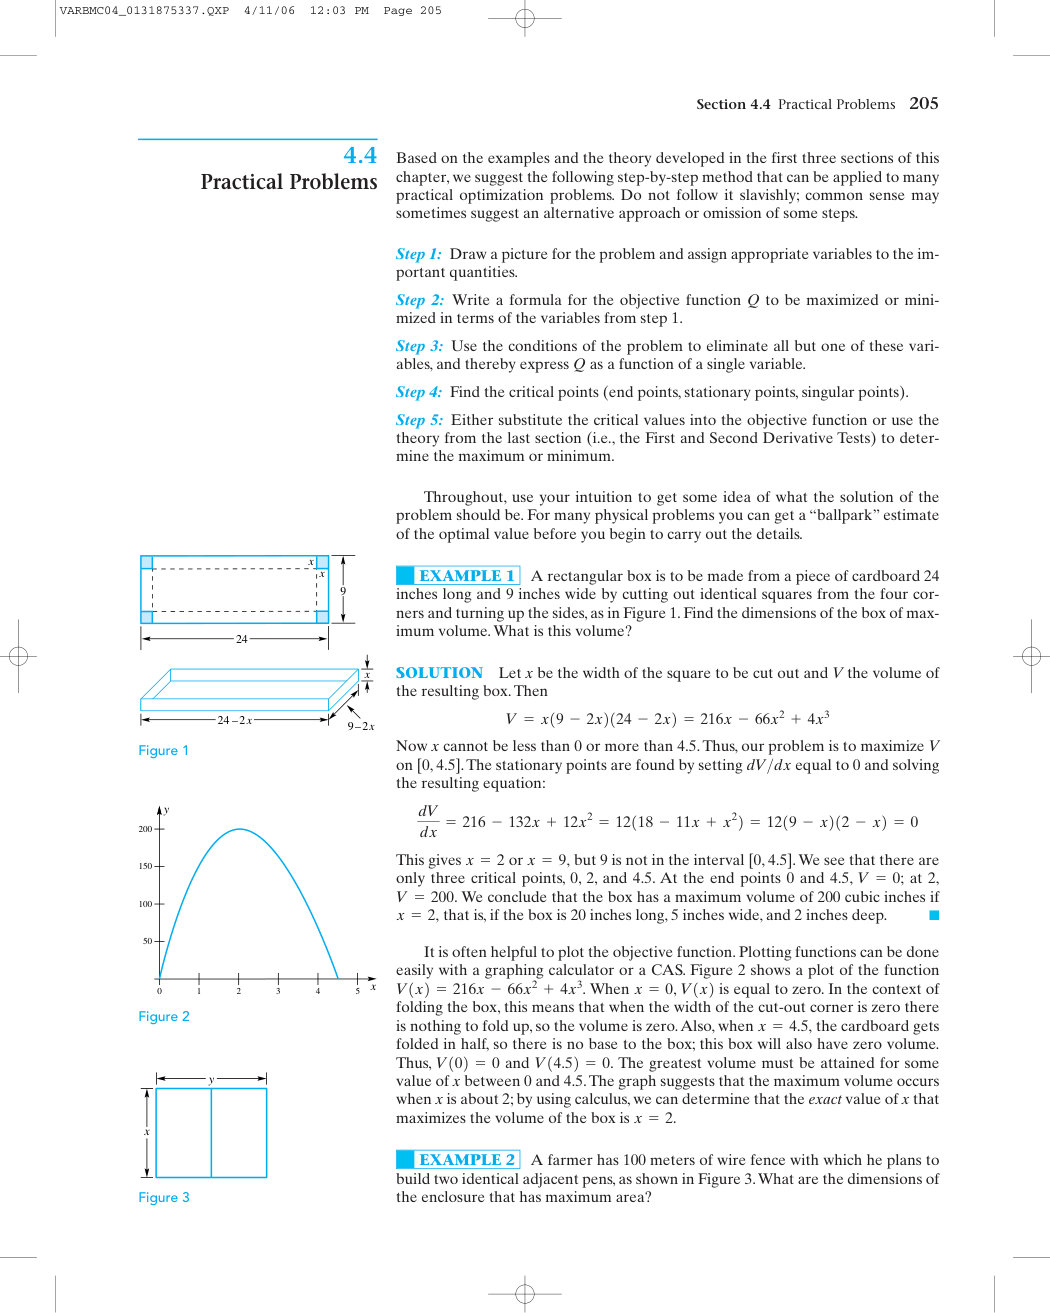 VARBMC04_0131875337.QXP 4/11/06 12:03 PM Page 205
Section 4.4 Practical Problems 205
4.4
Practical Problems
Based on the examples and the theory developed in the first three sections of this
chapter, we suggest the following step-by-step method that can be applied to many
practical optimization problems. Do not follow it slavishly; common sense may
sometimes suggest an alternative approach or omission of some steps.
Step 1: Draw a picture for the problem and assign appropriate variables to the im-
portant quantities.
Step 2: Write a formula for the objective function Q to be maximized or mini-
mized in terms of the variables from step 1.
Step 3: Use the conditions of the problem to eliminate all but one of these vari-
ables, and thereby express Q as a function of a single variable.
Step 4: Find the critical points (end points, stationary points, singular points).
Step 5: Either substitute the critical values into the objective function or use the
theory from the last section (i.e., the First and Second Derivative Tests) to deter-
mine the maximum or minimum.
Throughout, use your intuition to get some idea of what the solution of the
problem should be. For many physical problems you can get a “ballpark” estimate
of the optimal value before you begin to carry out the details.
EXAMPLE 1 A rectangular box is to be made from a piece of cardboard 24
inches long and 9 inches wide by cutting out identical squares from the four cor-
ners and turning up the sides, as in Figure 1. Find the dimensions of the box of max-
imum volume. What is this volume?
SOLUTION Let x be the width of the square to be cut out and V the volume of
the resulting box. Then
V = x(9 − 2x)(24 − 2x) = 216x − 66x² + 4x³
Now x cannot be less than 0 or more than 4.5. Thus, our problem is to maximize V
on [0, 4.5]. The stationary points are found by setting dV/dx equal to 0 and solving
the resulting equation:
dV/dx = 216 − 132x + 12x² = 12(18 − 11x + x²) = 12(9 − x)(2 − x) = 0
This gives x = 2 or x = 9, but 9 is not in the interval [0, 4.5]. We see that there are
only three critical points, 0, 2, and 4.5. At the end points 0 and 4.5, V = 0; at 2,
V = 200. We conclude that the box has a maximum volume of 200 cubic inches if
x = 2, that is, if the box is 20 inches long, 5 inches wide, and 2 inches deep.
It is often helpful to plot the objective function. Plotting functions can be done
easily with a graphing calculator or a CAS. Figure 2 shows a plot of the function
V(x) = 216x − 66x² + 4x³. When x = 0, V(x) is equal to zero. In the context of
folding the box, this means that when the width of the cut-out corner is zero there
is nothing to fold up, so the volume is zero. Also, when x = 4.5, the cardboard gets
folded in half, so there is no base to the box; this box will also have zero volume.
Thus, V(0) = 0 and V(4.5) = 0. The greatest volume must be attained for some
value of x between 0 and 4.5. The graph suggests that the maximum volume occurs
when x is about 2; by using calculus, we can determine that the exact value of x that
maximizes the volume of the box is x = 2.
EXAMPLE 2 A farmer has 100 meters of wire fence with which he plans to
build two identical adjacent pens, as shown in Figure 3. What are the dimensions of
the enclosure that has maximum area?
x
x
9
24
x
24–2x
9–2x
Figure 1
y
200
150
100
50
0 1 2 3 4 5 x
Figure 2
y
x
Figure 3